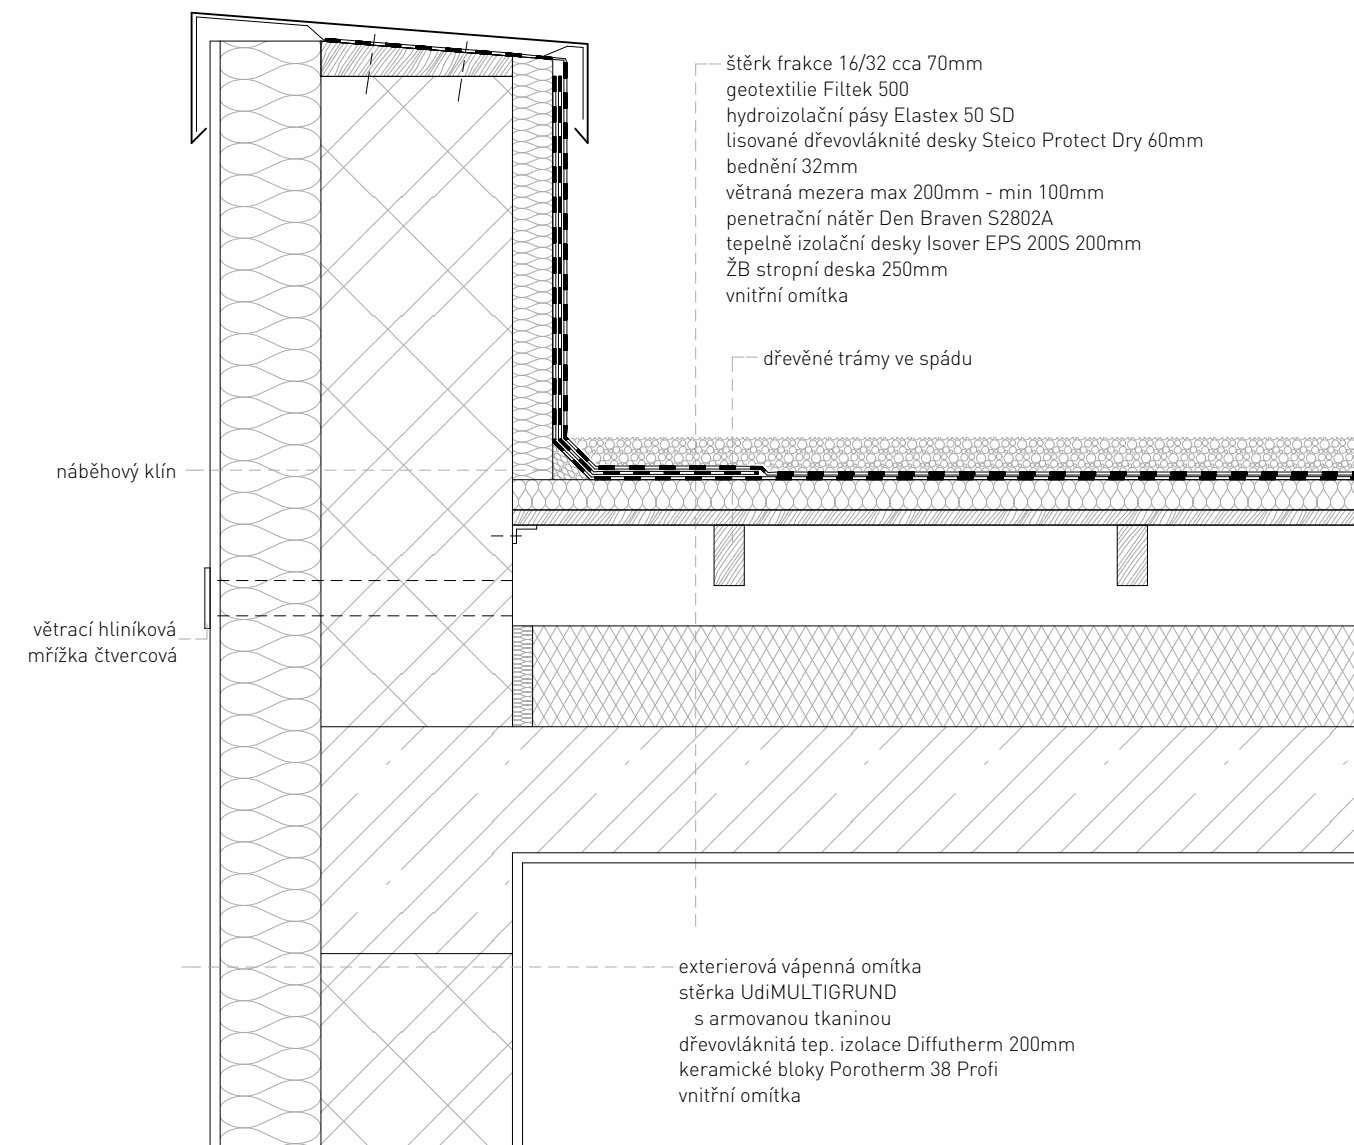 štěrk frakce 16/32 cca 70mm
geotextilie Filtek 500
hydroizolační pásy Elastex 50 SD
lisované dřevovláknité desky Steico Protect Dry 60mm
bednění 32mm
větraná mezera max 200mm - min 100mm
penetrační nátěr Den Braven S2802A
tepelně izolační desky Isover EPS 200S 200mm
ŽB stropní deska 250mm
vnitřní omítka
dřevěné trámy ve spádu
náběhový klín
větrací hliníková
mřížka čtvercová
exterierová vápenná omítka
stěrka UdiMULTIGRUND
s armovanou tkaninou
dřevovláknitá tep. izolace Diffutherm 200mm
keramické bloky Porotherm 38 Profi
vnitřní omítka